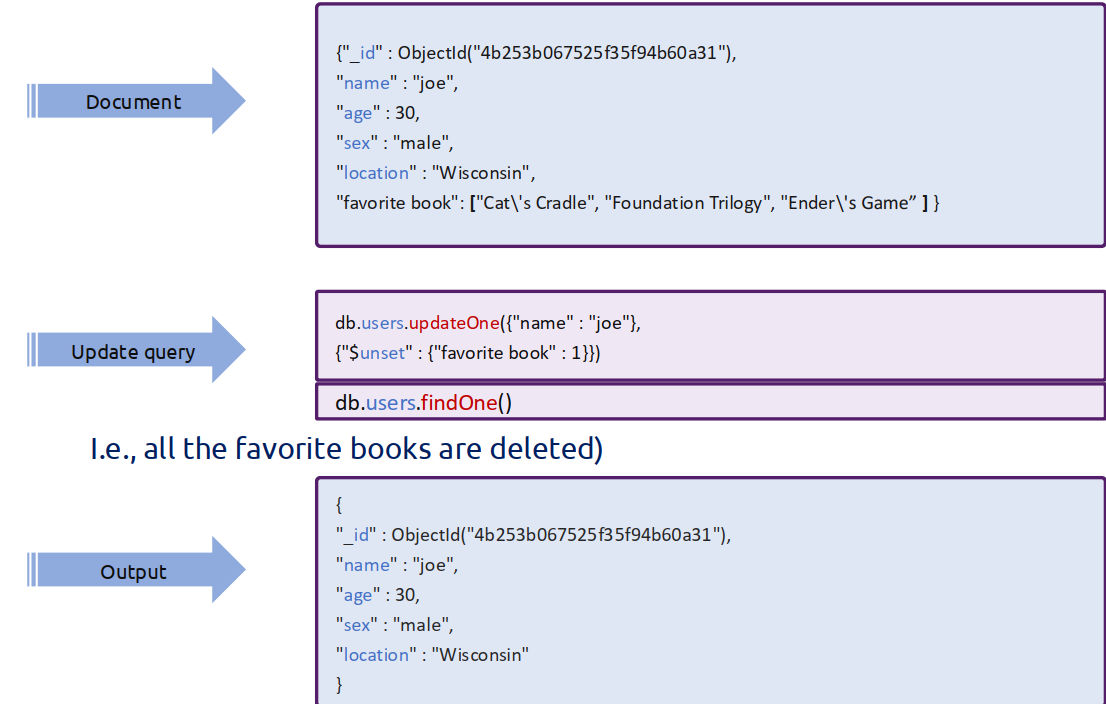 Document
{"_id" : ObjectId("4b253b067525f35f94b60a31"),
"name" : "joe",
"age" : 30,
"sex" : "male",
"location" : "Wisconsin",
"favorite book": ["Cat\'s Cradle", "Foundation Trilogy", "Ender\'s Game” ] }
Update query
db.users.updateOne({"name" : "joe"},
{"$unset" : {"favorite book" : 1}})
db.users.findOne()
I.e., all the favorite books are deleted)
Output
{
"_id" : ObjectId("4b253b067525f35f94b60a31"),
"name" : "joe",
"age" : 30,
"sex" : "male",
"location" : "Wisconsin"
}